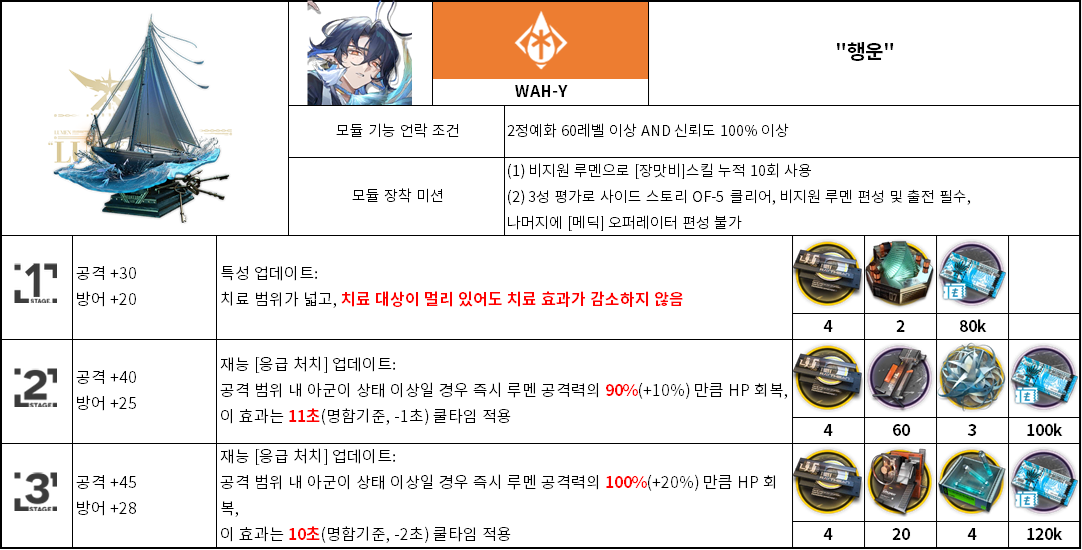 WAH-Y
"행운"
모듈 기능 언락 조건
2정예화 60레벨 이상 AND 신뢰도 100% 이상
모듈 장착 미션
(1) 비지원 루멘으로 [장맛비]스킬 누적 10회 사용
(2) 3성 평가로 사이드 스토리 OF-5 클리어, 비지원 루멘 편성 및 출전 필수,
나머지에 [메딕] 오퍼레이터 편성 불가
1
STAGE
공격 +30
방어 +20
특성 업데이트:
치료 범위가 넓고, 치료 대상이 멀리 있어도 치료 효과가 감소하지 않음
4
2
80k
2
STAGE
공격 +40
방어 +25
재능 [응급 처치] 업데이트:
공격 범위 내 아군이 상태 이상일 경우 즉시 루멘 공격력의 90%(+10%) 만큼 HP 회복,
이 효과는 11초(명함기준, -1초) 쿨타임 적용
4
60
3
100k
3
STAGE
공격 +45
방어 +28
재능 [응급 처치] 업데이트:
공격 범위 내 아군이 상태 이상일 경우 즉시 루멘 공격력의 100%(+20%) 만큼 HP 회
복,
이 효과는 10초(명함기준, -2초) 쿨타임 적용
4
20
4
120k